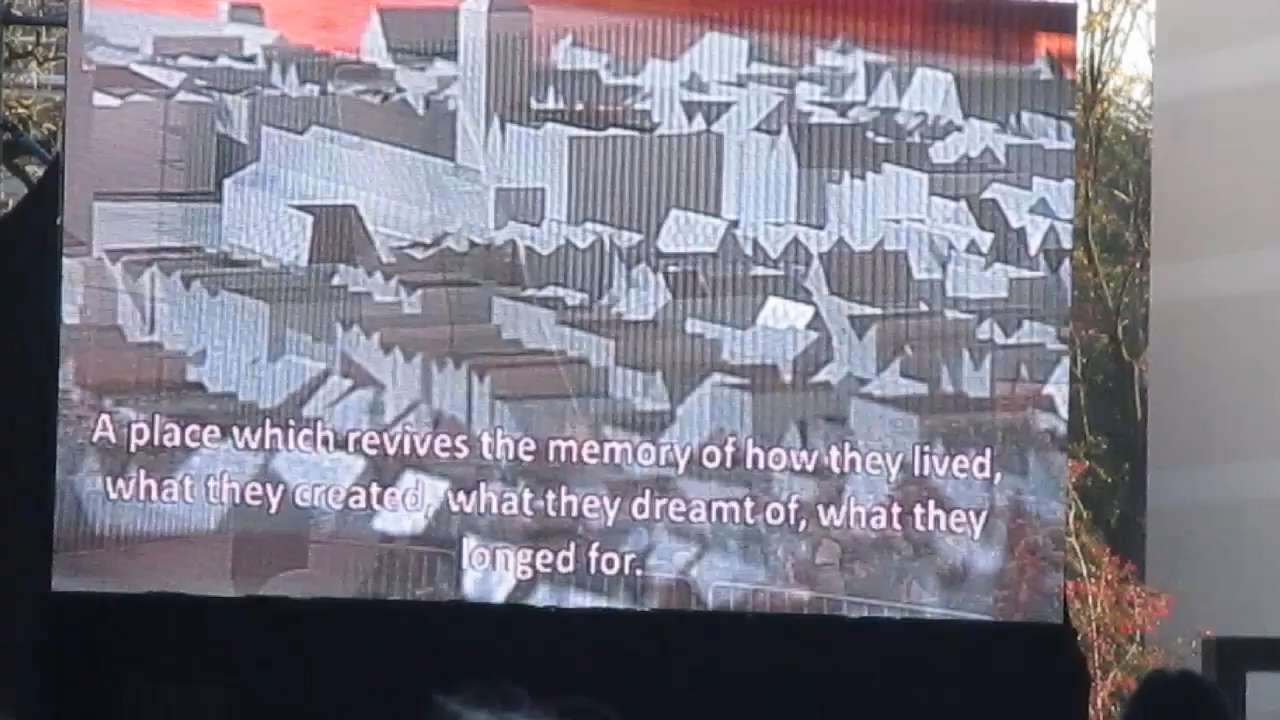 A place which revives the memory of how they lived,
what they created, what they dreamt of, what they
longed for.